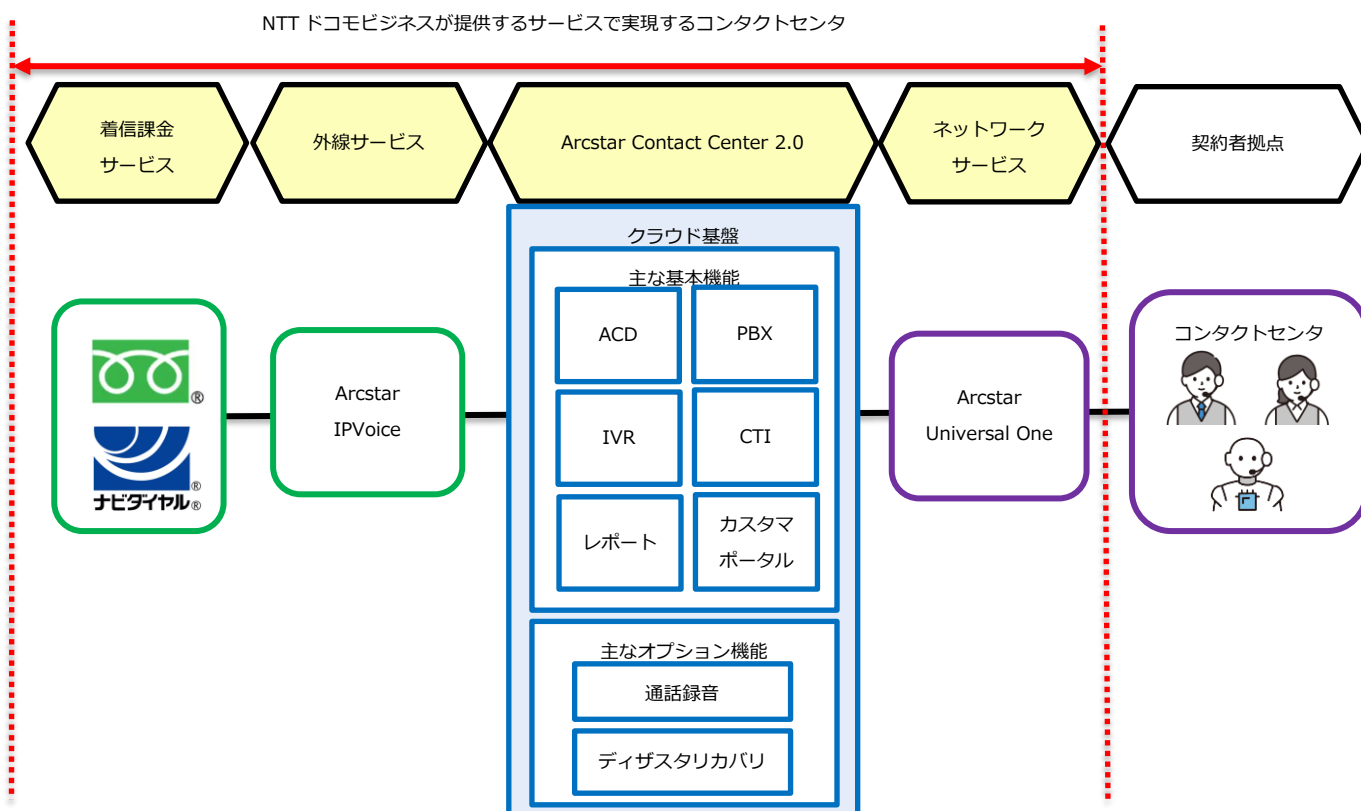 NTT ドコモビジネスが提供するサービスで実現するコンタクトセンタ
着信課金
サービス
外線サービス
Arcstar Contact Center 2.0
ネットワーク
サービス
契約者拠点
クラウド基盤
主な基本機能
ACD
PBX
IVR
CTI
レポート
カスタマ
ポータル
主なオプション機能
通話録音
ディザスタリカバリ
®
®
ナビダイヤル®
Arcstar
IPVoice
Arcstar
Universal One
コンタクトセンタ